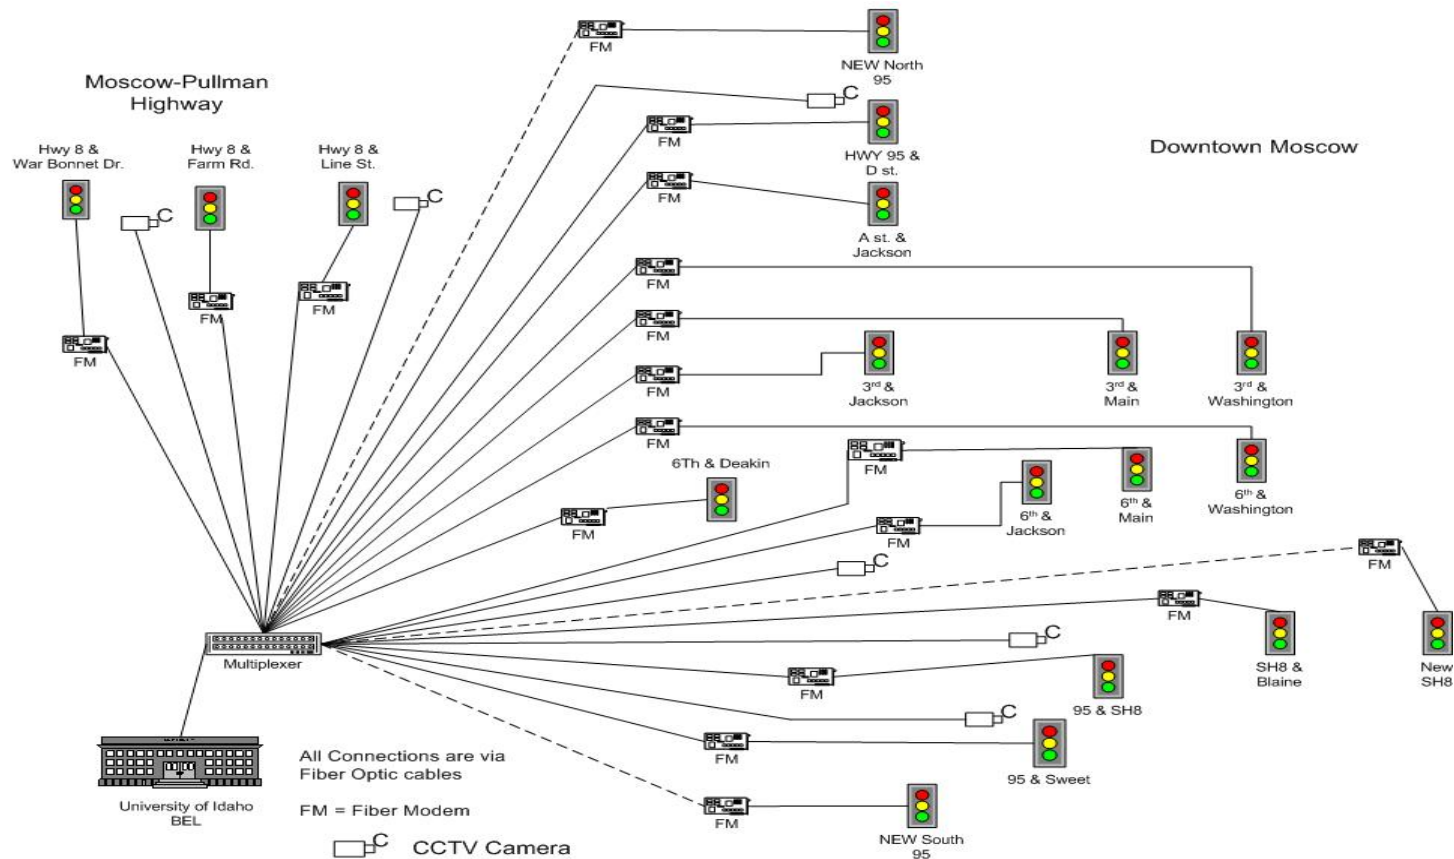 FM
NEW North
95
Moscow-Pullman
Highway
C
FM
HWY 95 &
D st.
Downtown Moscow
Hwy 8 &
War Bonnet Dr.
Hwy 8 &
Farm Rd.
Hwy 8 &
Line St.
C
C
FM
A st. &
Jackson
FM
FM
FM
FM
FM
FM
FM
3rd &
Jackson
3rd &
Main
3rd &
Washington
FM
6Th & Deakin
FM
6th &
Jackson
6th &
Main
6th &
Washington
FM
FM
C
FM
FM
C
Multiplexer
SH8 &
Blaine
New
SH8
FM
95 & SH8
C
FM
95 & Sweet
All Connections are via
Fiber Optic cables
University of Idaho
BEL
FM = Fiber Modem
FM
NEW South
95
C
CCTV Camera